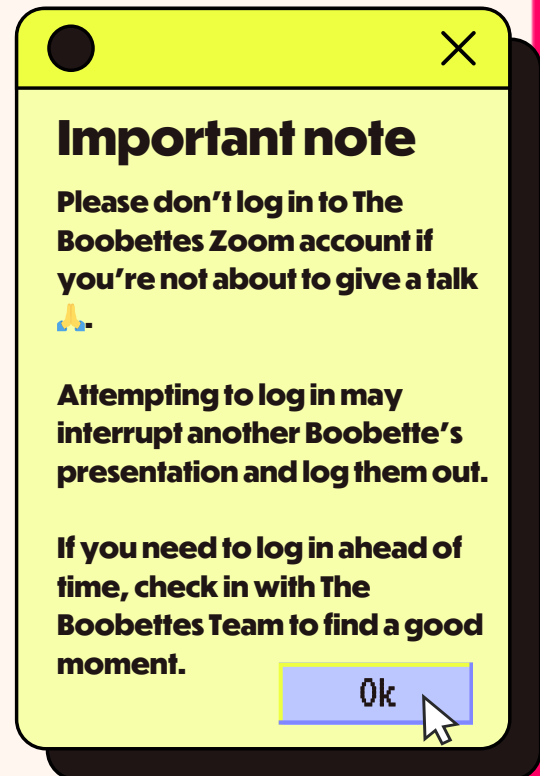 Important note
Please don't log in to The
Boobettes Zoom account if
you're not about to give a talk
🙏.
Attempting to log in may
interrupt another Boobette's
presentation and log them out.
If you need to log in ahead of
time, check in with The
Boobettes Team to find a good
moment.
Ok